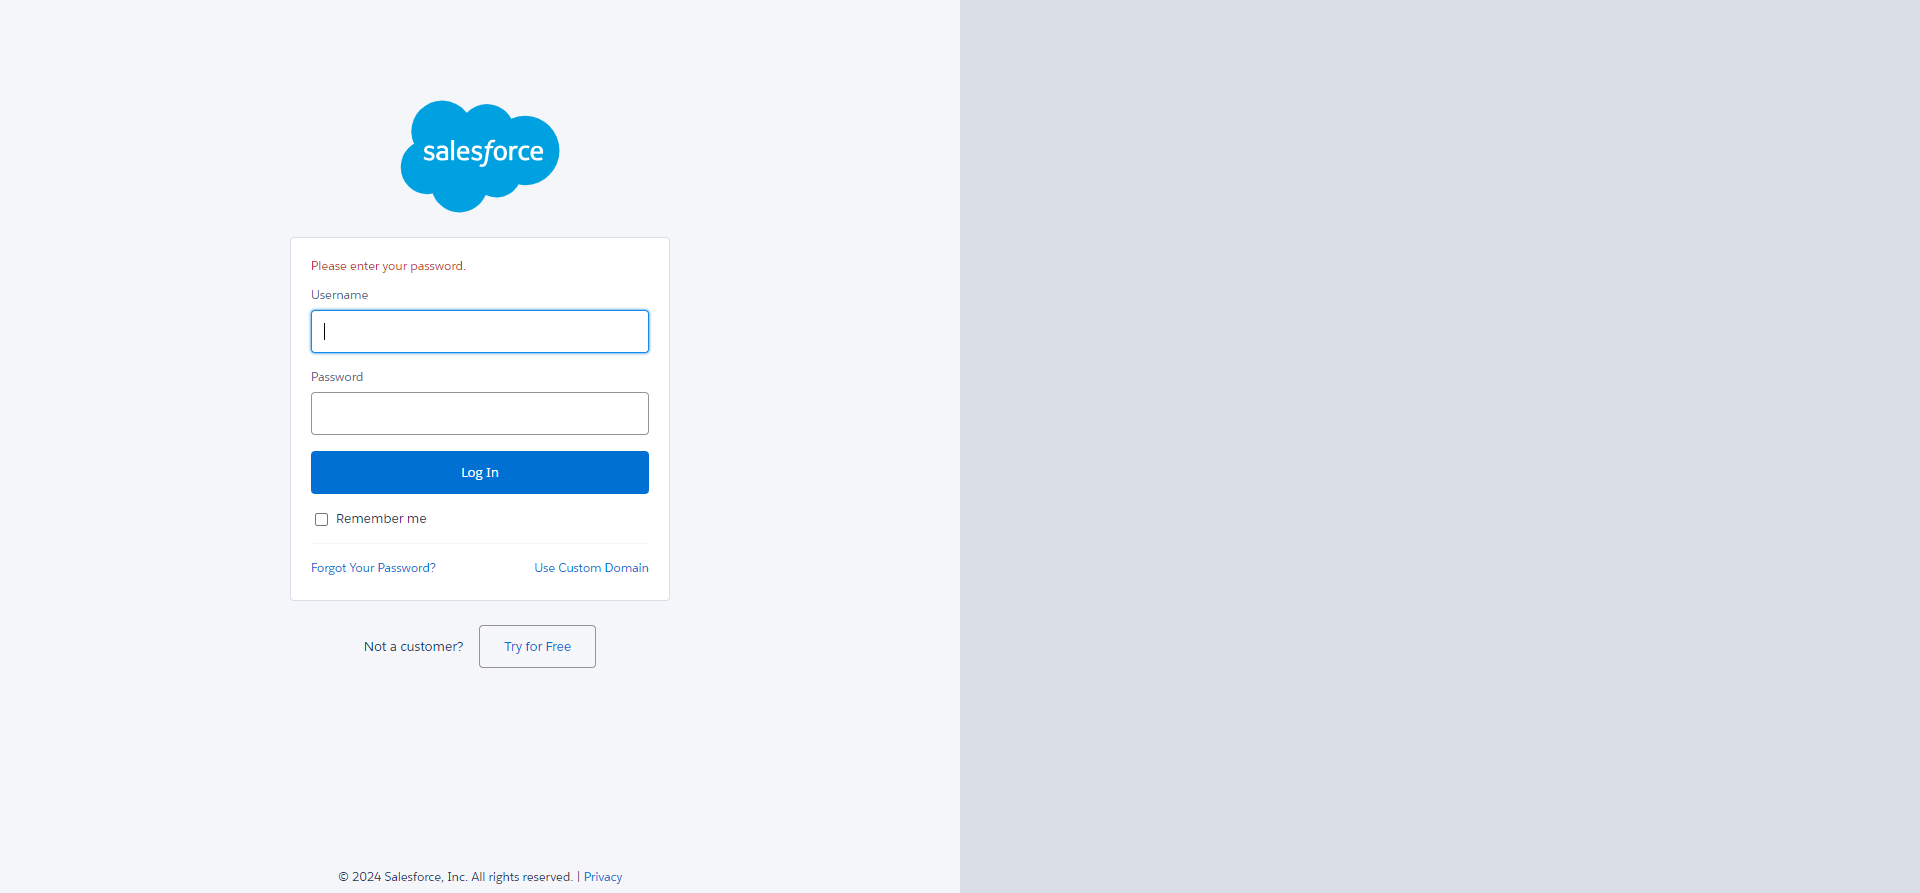 salesforce
Please enter your password.
Username
Password
Log In
Remember me
Forgot Your Password? Use Custom Domain
Not a customer? Try for Free
© 2024 Salesforce, Inc. All rights reserved. | Privacy